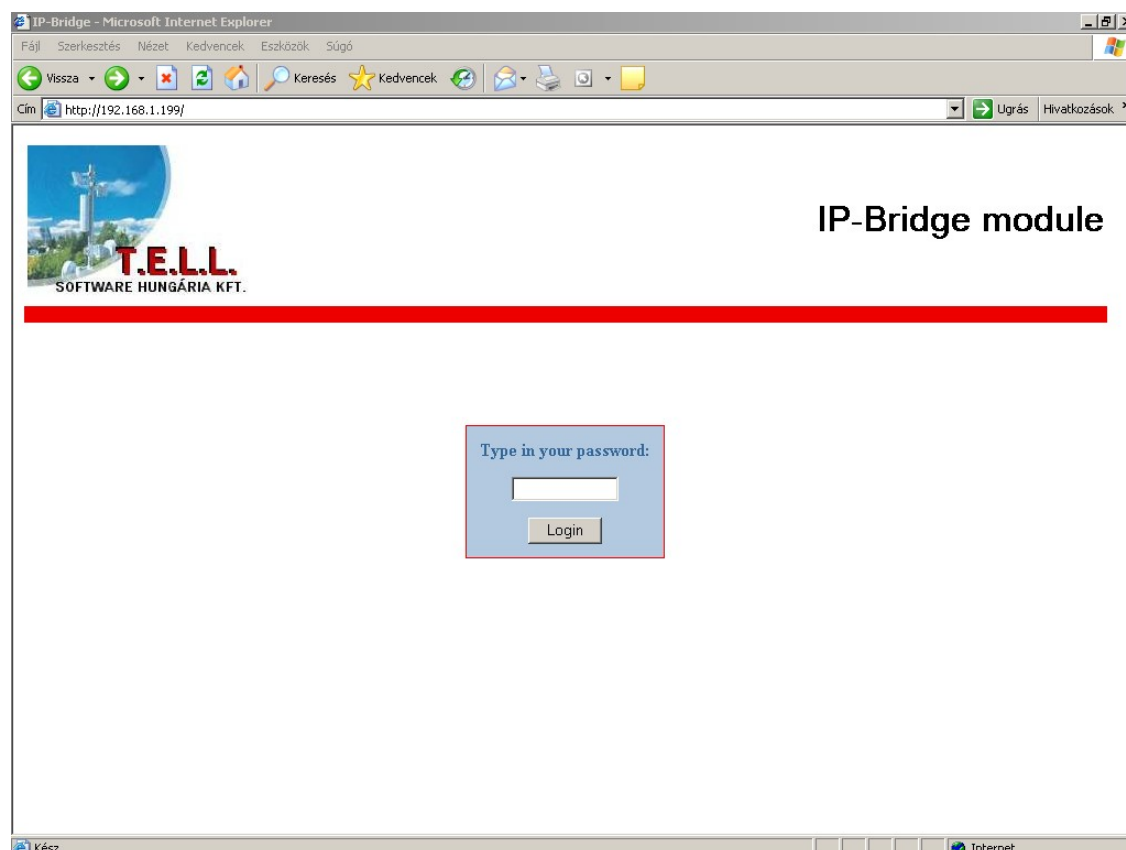 IP-Bridge - Microsoft Internet Explorer
Fájl Szerkesztés Nézet Kedvencek Eszközök Súgó
Vissza Keresés Kedvencek
Cím http://192.168.1.199/ Ugrás Hivatkozások
IP-Bridge module
T.E.L.L.
SOFTWARE HUNGÁRIA KFT.
Type in your password:
Login
Kész Internet